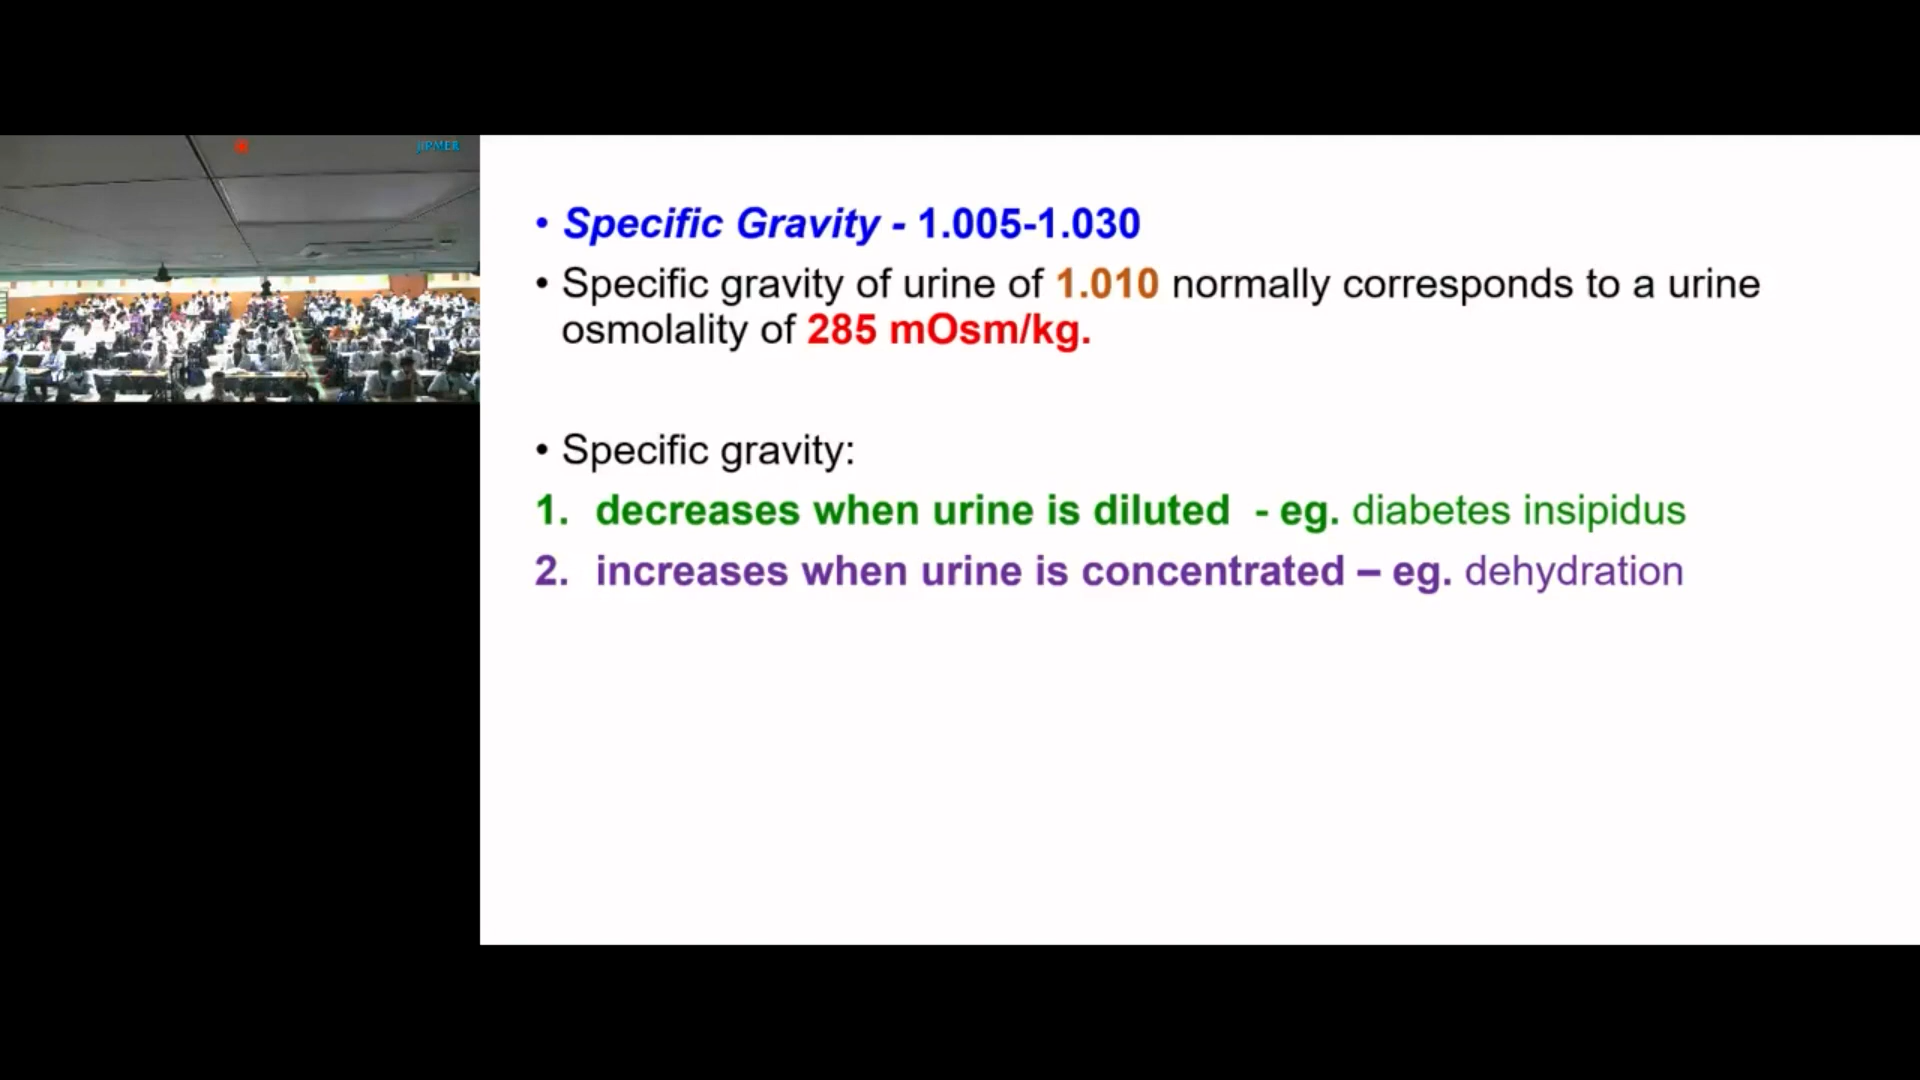 JIPMER
• Specific Gravity - 1.005-1.030
• Specific gravity of urine of 1.010 normally corresponds to a urine
osmolality of 285 mOsm/kg.
• Specific gravity:
1. decreases when urine is diluted - eg. diabetes insipidus
2. increases when urine is concentrated – eg. dehydration